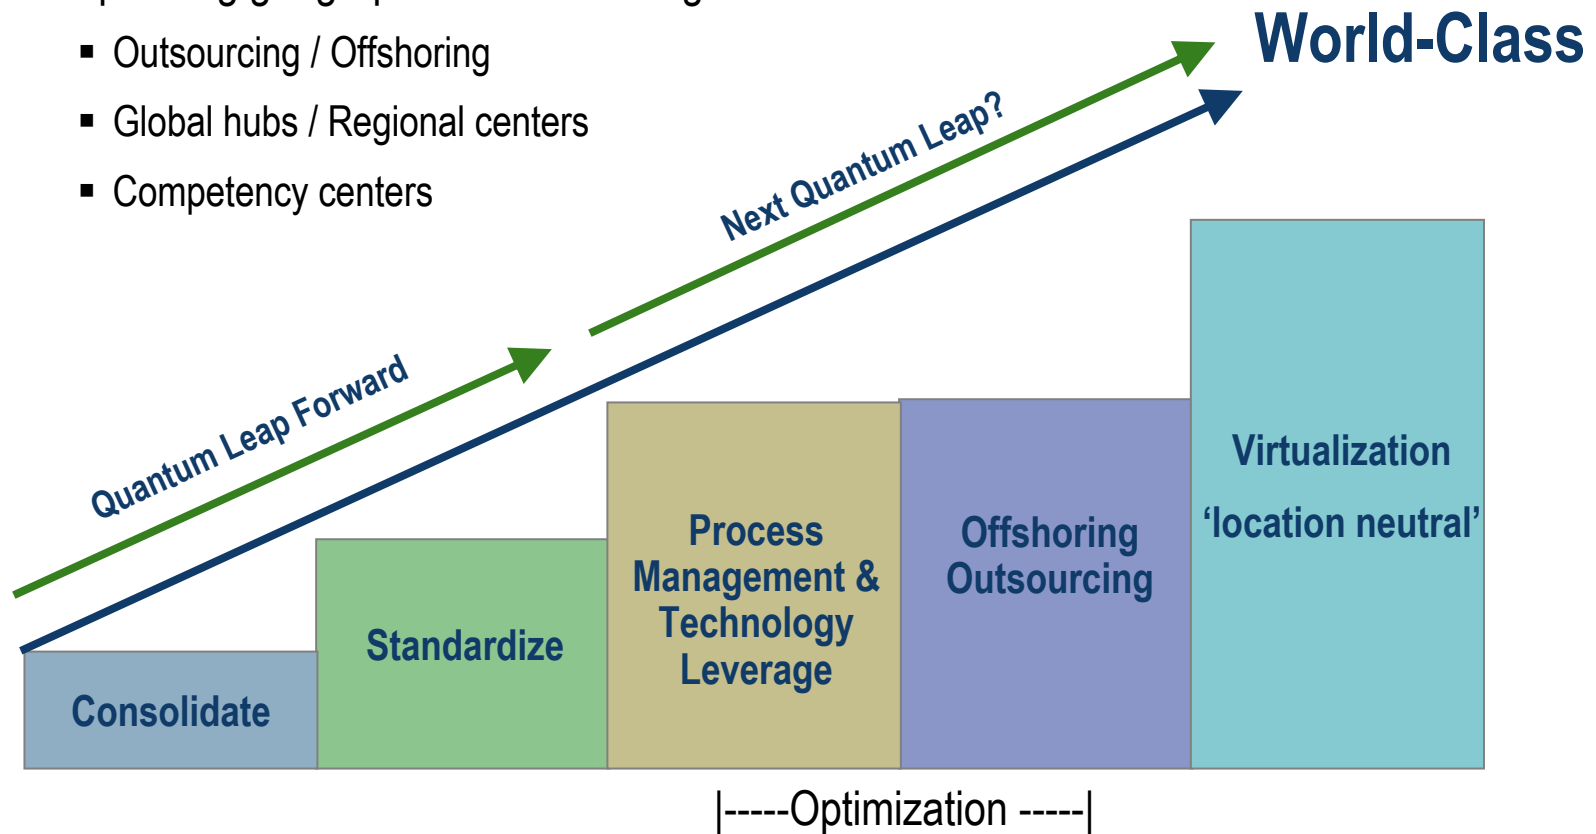 World-Class
▪ Outsourcing / Offshoring
▪ Global hubs / Regional centers
▪ Competency centers
Next Quantum Leap?
Quantum Leap Forward
Consolidate
Standardize
Process
Management &
Technology
Leverage
Offshoring
Outsourcing
Virtualization
‘location neutral’
|-----Optimization -----|